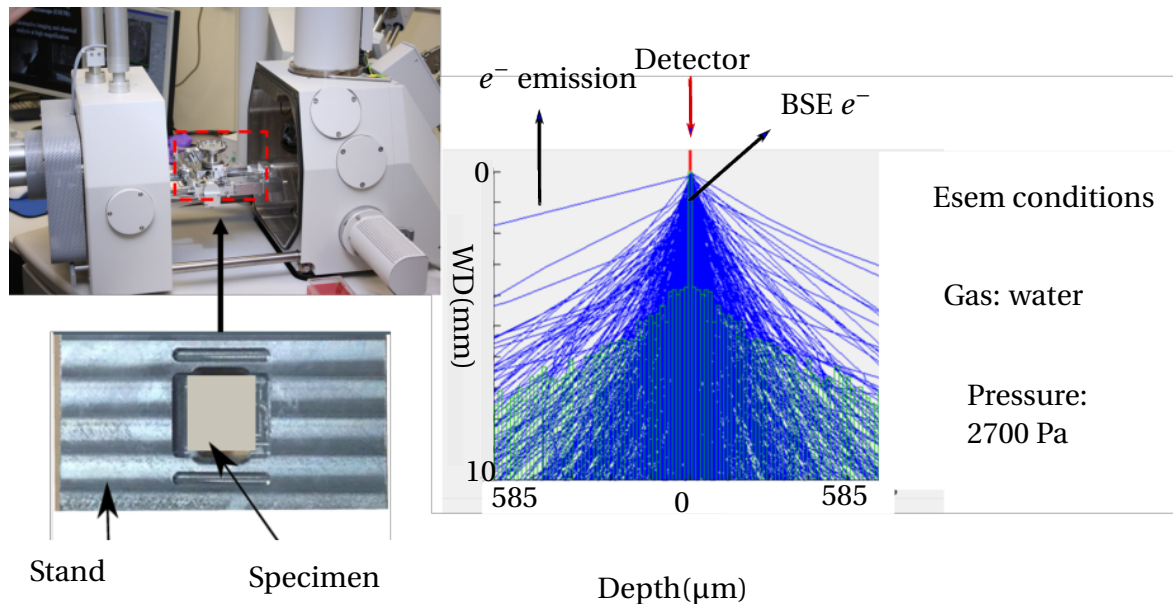 Detector
e⁻ emission
BSE e⁻
0
WD(mm)
10
585
0
585
Depth(μm)
Esem conditions
Gas: water
Pressure:
2700 Pa
Stand
Specimen